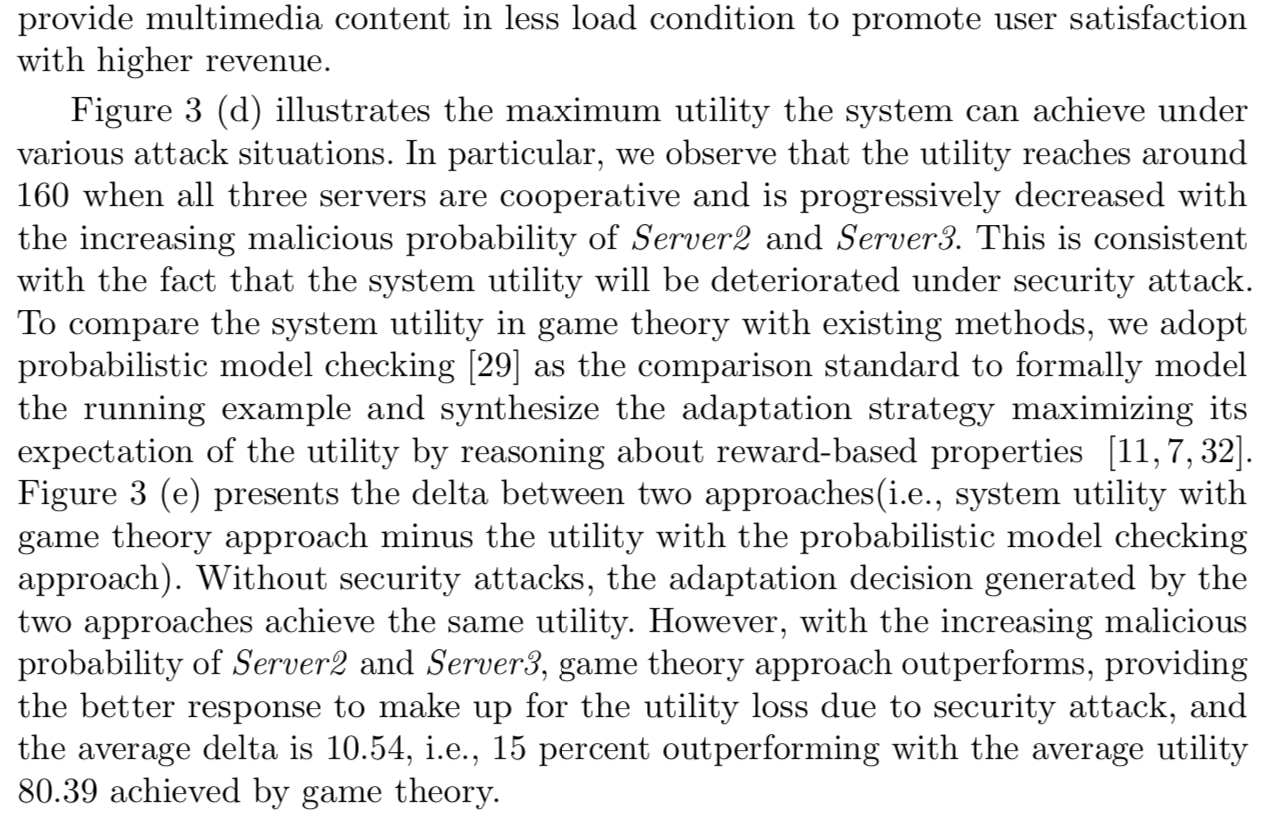 provide multimedia content in less load condition to promote user satisfaction
with higher revenue.
Figure 3 (d) illustrates the maximum utility the system can achieve under
various attack situations. In particular, we observe that the utility reaches around
160 when all three servers are cooperative and is progressively decreased with
the increasing malicious probability of Server2 and Server3. This is consistent
with the fact that the system utility will be deteriorated under security attack.
To compare the system utility in game theory with existing methods, we adopt
probabilistic model checking [29] as the comparison standard to formally model
the running example and synthesize the adaptation strategy maximizing its
expectation of the utility by reasoning about reward-based properties [11, 7, 32].
Figure 3 (e) presents the delta between two approaches(i.e., system utility with
game theory approach minus the utility with the probabilistic model checking
approach). Without security attacks, the adaptation decision generated by the
two approaches achieve the same utility. However, with the increasing malicious
probability of Server2 and Server3, game theory approach outperforms, providing
the better response to make up for the utility loss due to security attack, and
the average delta is 10.54, i.e., 15 percent outperforming with the average utility
80.39 achieved by game theory.